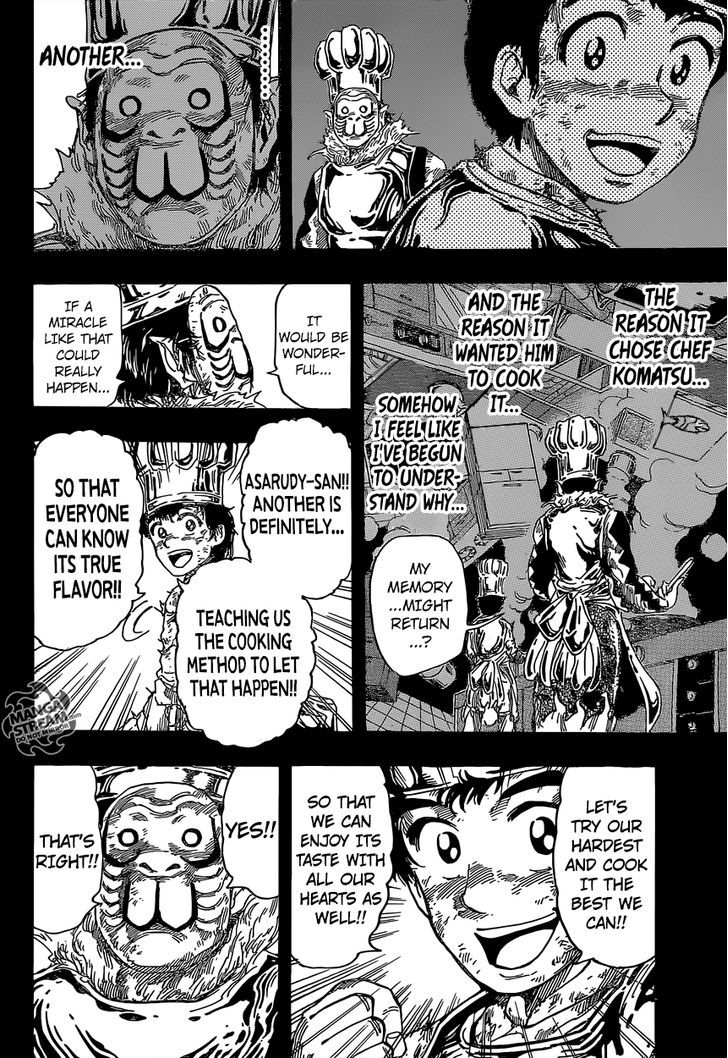 THE
REASON IT
CHOSE CHEF
KOMATSU...
AND THE
REASON IT
WANTED HIM
TO COOK
IT...
SOMEHOW
I FEEL LIKE
I'VE BEGUN
TO UNDER-
STAND WHY...
ANOTHER...
MY
MEMORY
...MIGHT
RETURN
...?
IT
WOULD BE
WONDER-
FUL...
IF A
MIRACLE
LIKE THAT
COULD
REALLY
HAPPEN...
ASARUDY-SAN!!
ANOTHER IS
DEFINITELY...
TEACHING US
THE COOKING
METHOD TO LET
THAT HAPPEN!!
SO THAT
EVERYONE
CAN KNOW
ITS TRUE
FLAVOR!!
LET'S
TRY OUR
HARDEST
AND COOK
IT THE
BEST WE
CAN!!
SO THAT
WE CAN
ENJOY ITS
TASTE WITH
ALL OUR
HEARTS AS
WELL!!
YES!!
THAT'S
RIGHT!!
MANGA
STREAM.com
DO NOT MIRROR